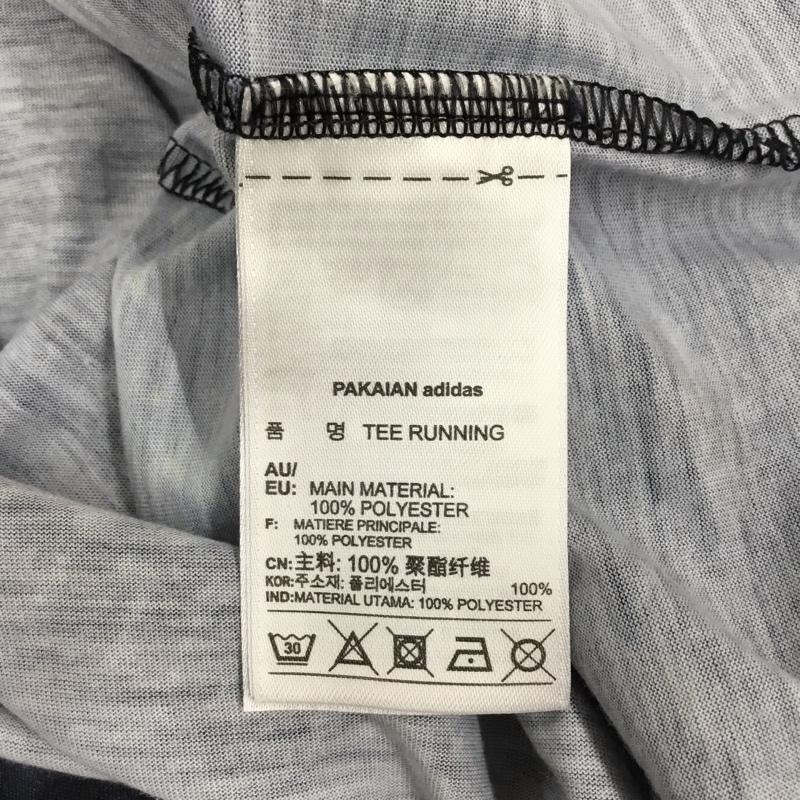 PAKAIAN adidas
품 명 TEE RUNNING
AU/
EU: MAIN MATERIAL:
100% POLYESTER
F: MATIERE PRINCIPALE:
100% POLYESTER
CN:主料: 100% 聚酯纤维
KOR:주소재: 폴리에스터 100%
IND:MATERIAL UTAMA: 100% POLYESTER
30